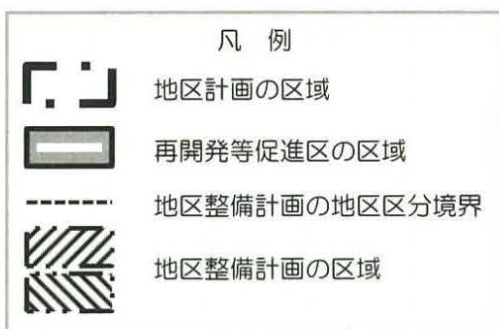 凡 例
地区計画の区域
再開発等促進区の区域
地区整備計画の地区区分境界
地区整備計画の区域